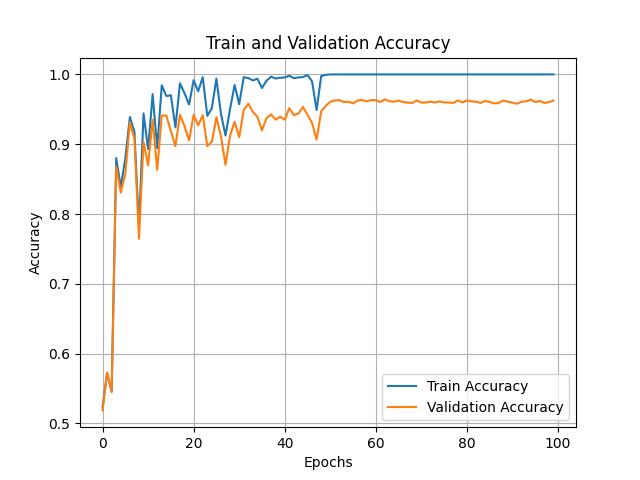 Train and Validation Accuracy
1.0
0.9
0.8
0.7
0.6
0.5
Accuracy
0 20 40 60 80 100
Epochs
Train Accuracy
Validation Accuracy